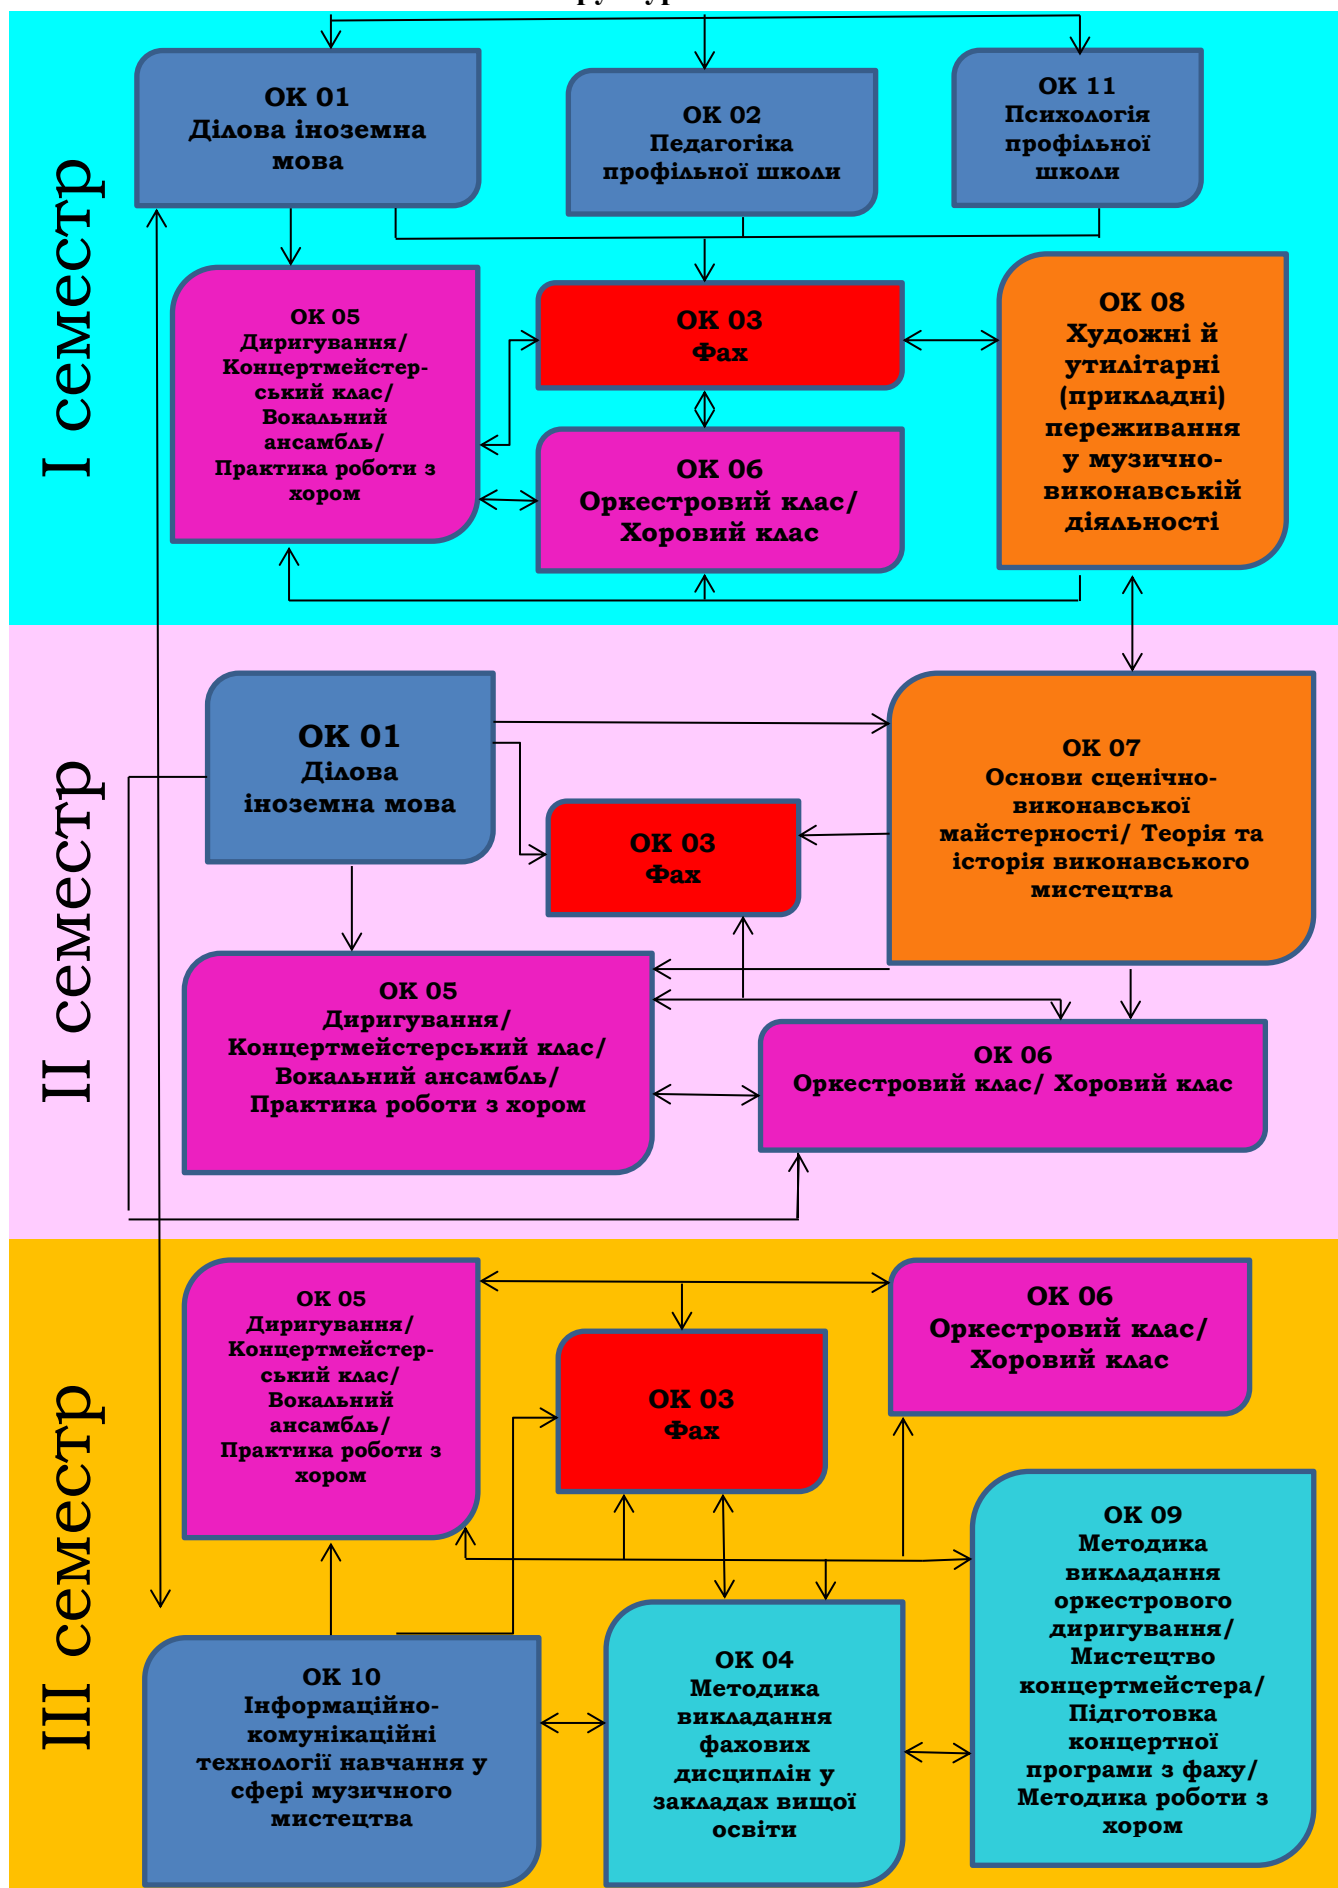 I семестр
ОК 01
Ділова іноземна
мова
ОК 02
Педагогіка
профільної школи
ОК 11
Психологія
профільної
школи
ОК 05
Диригування/
Концертмейстер-
ський клас/
Вокальний
ансамбль/
Практика роботи з
хором
ОК 03
Фах
ОК 06
Оркестровий клас/
Хоровий клас
ОК 08
Художні й
утилітарні
(прикладні)
переживання
у музично-
виконавській
діяльності
II семестр
ОК 01
Ділова
іноземна мова
ОК 03
Фах
ОК 07
Основи сценічно-
виконавської
майстерності/ Теорія та
історія виконавського
мистецтва
ОК 05
Диригування/
Концертмейстерський клас/
Вокальний ансамбль/
Практика роботи з хором
ОК 06
Оркестровий клас/ Хоровий клас
III семестр
ОК 05
Диригування/
Концертмейстер-
ський клас/
Вокальний
ансамбль/
Практика роботи з
хором
ОК 03
Фах
ОК 06
Оркестровий клас/
Хоровий клас
ОК 10
Інформаційно-
комунікаційні
технології навчання у
сфері музичного
мистецтва
ОК 04
Методика
викладання
фахових
дисциплін у
закладах вищої
освіти
ОК 09
Методика
викладання
оркестрового
диригування/
Мистецтво
концертмейстера/
Підготовка
концертної
програми з фаху/
Методика роботи з
хором